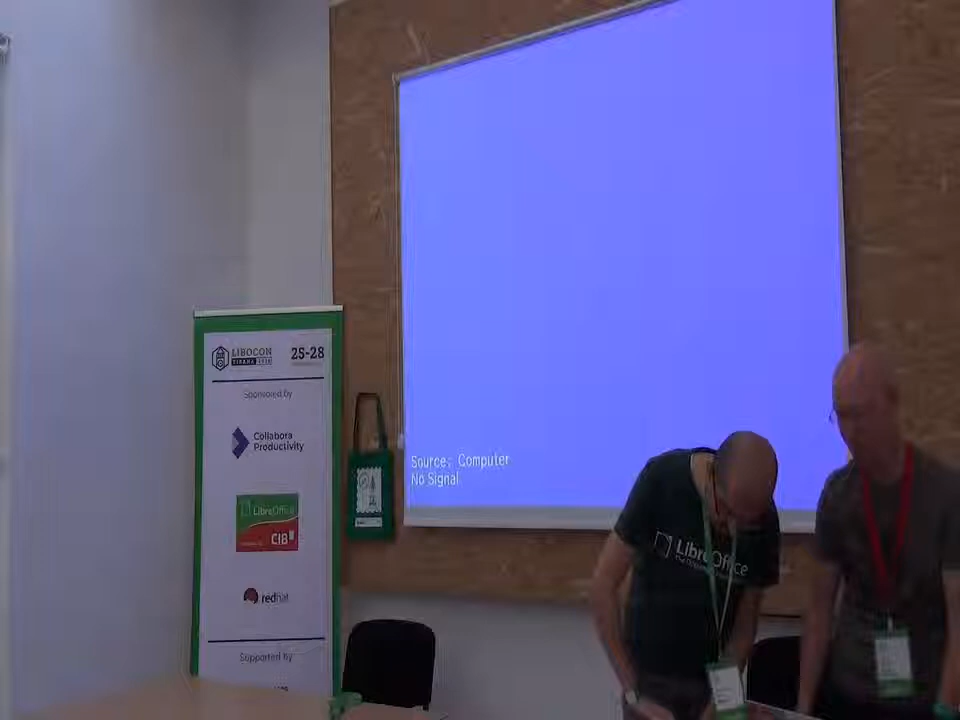 LIBOCON
25-28
Sponsored by
Collabora
Productivity
LibreOffice
CIB
redhat
Supported by
Source: Computer
No Signal
LibreOffice